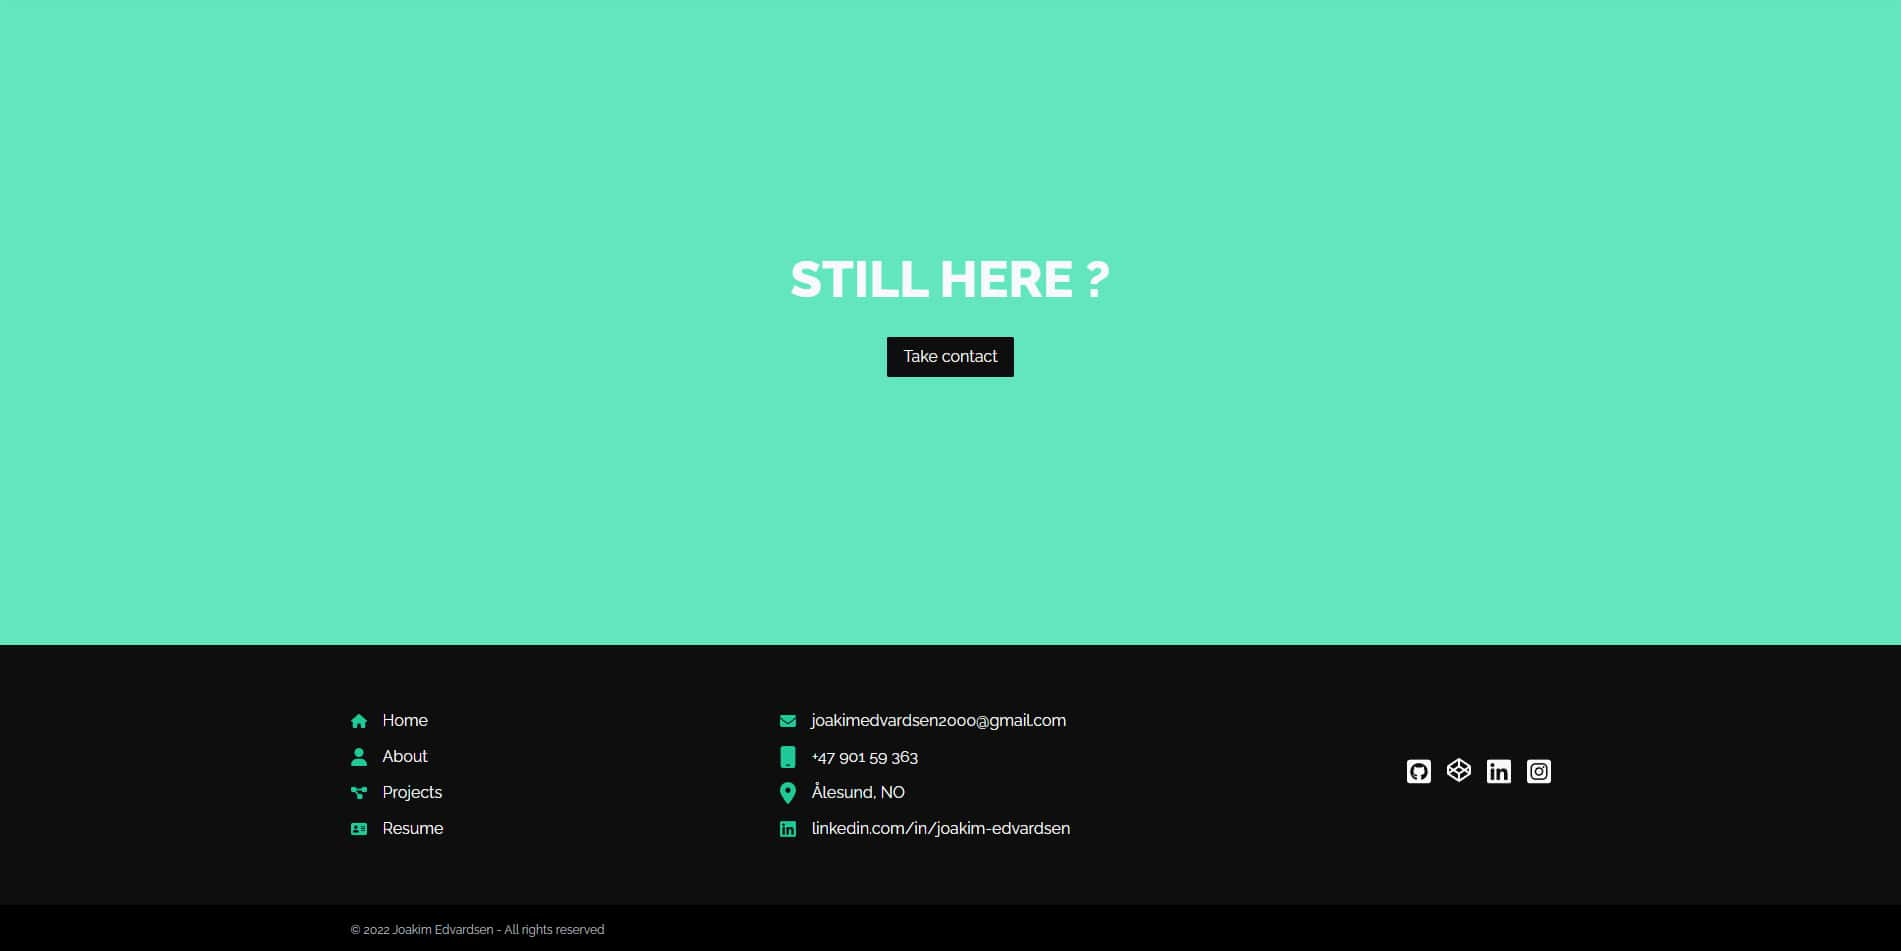 STILL HERE ?
Take contact
Home
About
Projects
Resume
joakimedvardsen2000@gmail.com
+47 901 59 363
Ålesund, NO
linkedin.com/in/joakim-edvardsen
© 2022 Joakim Edvardsen - All rights reserved